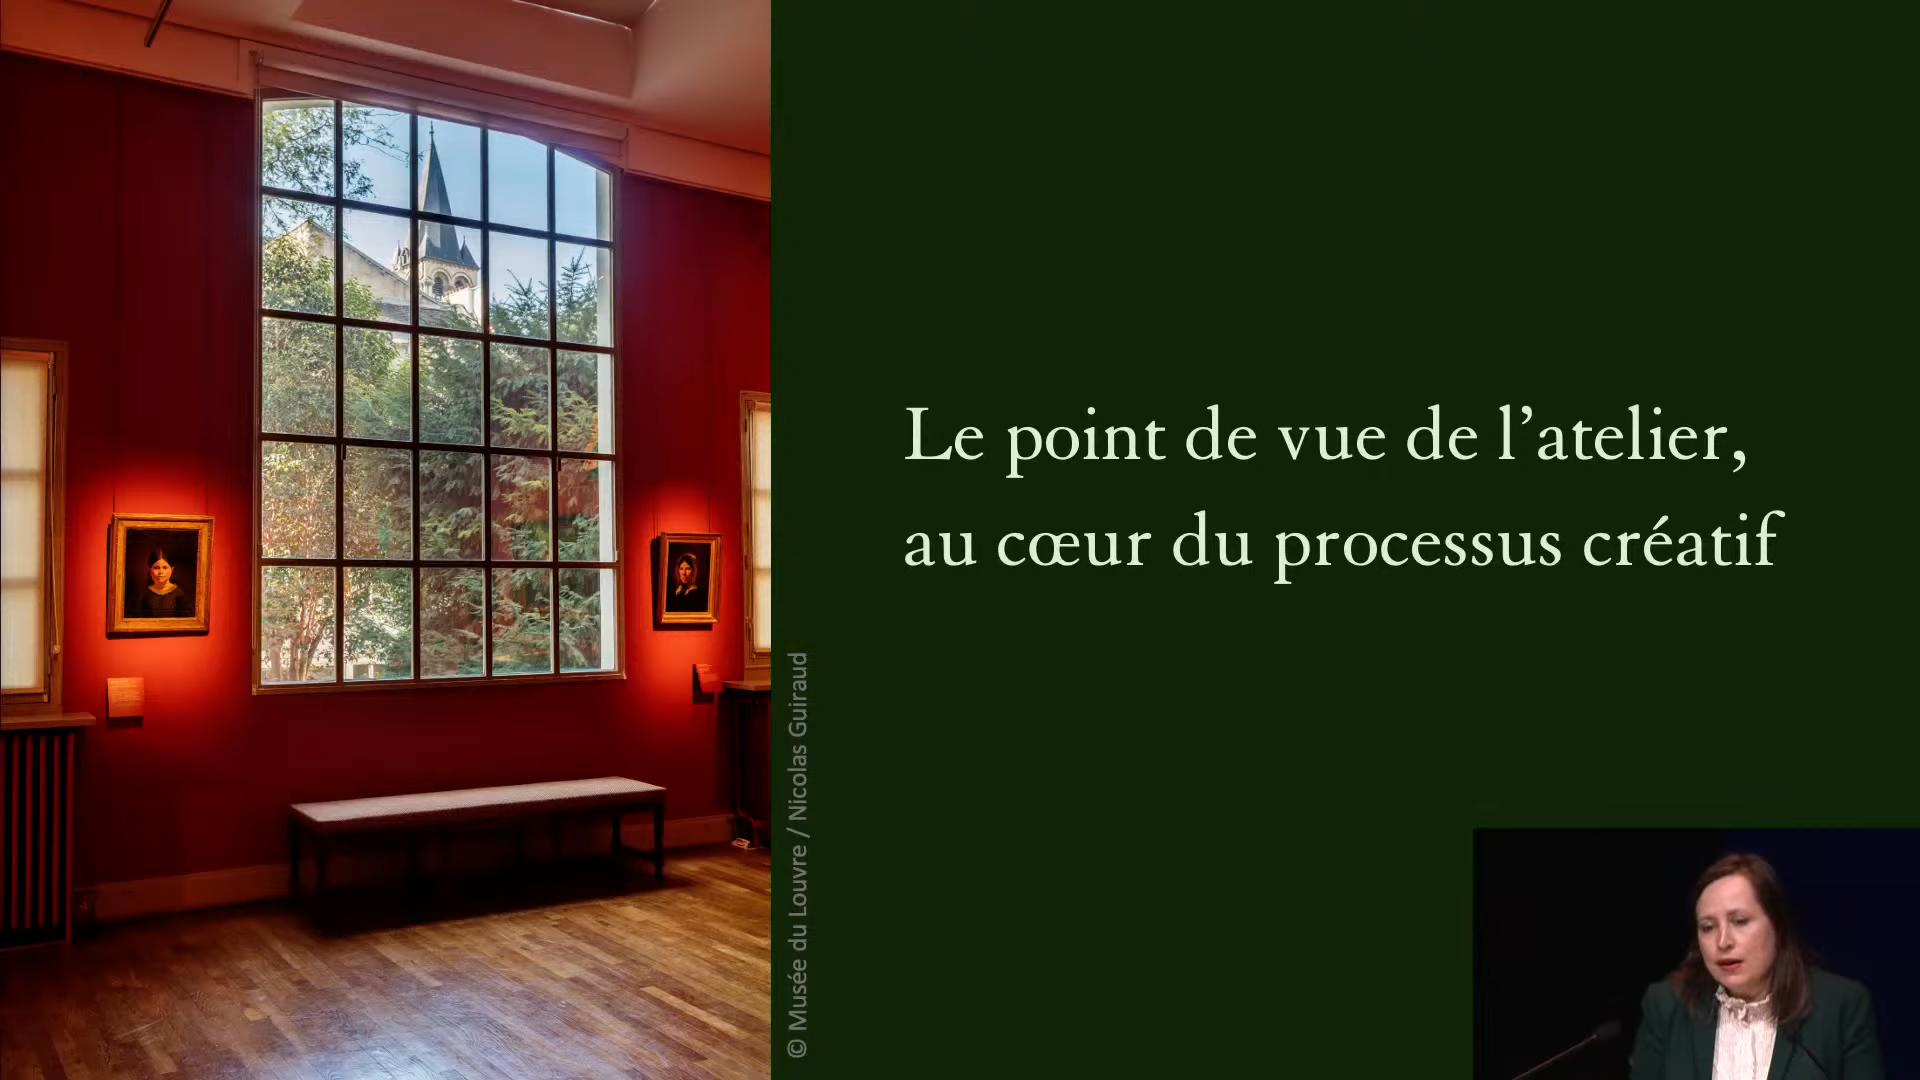 Le point de vue de l’atelier,
au cœur du processus créatif
© Musée du Louvre / Nicolas Guiraud